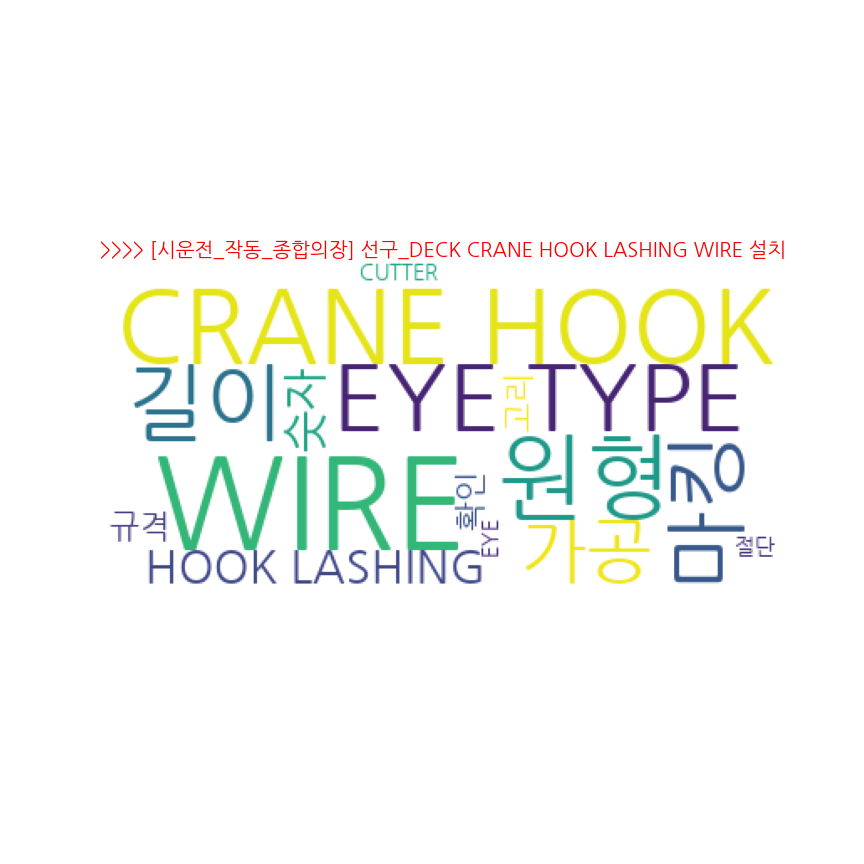 >>>> [시운전_작동_종합의장] 선구_DECK CRANE HOOK LASHING WIRE 설치
CUTTER
CRANE HOOK
길이
숫자
EYE TYPE
고리
WIRE
원형
마킹
확인
규격
EYE
가공
절단
HOOK LASHING